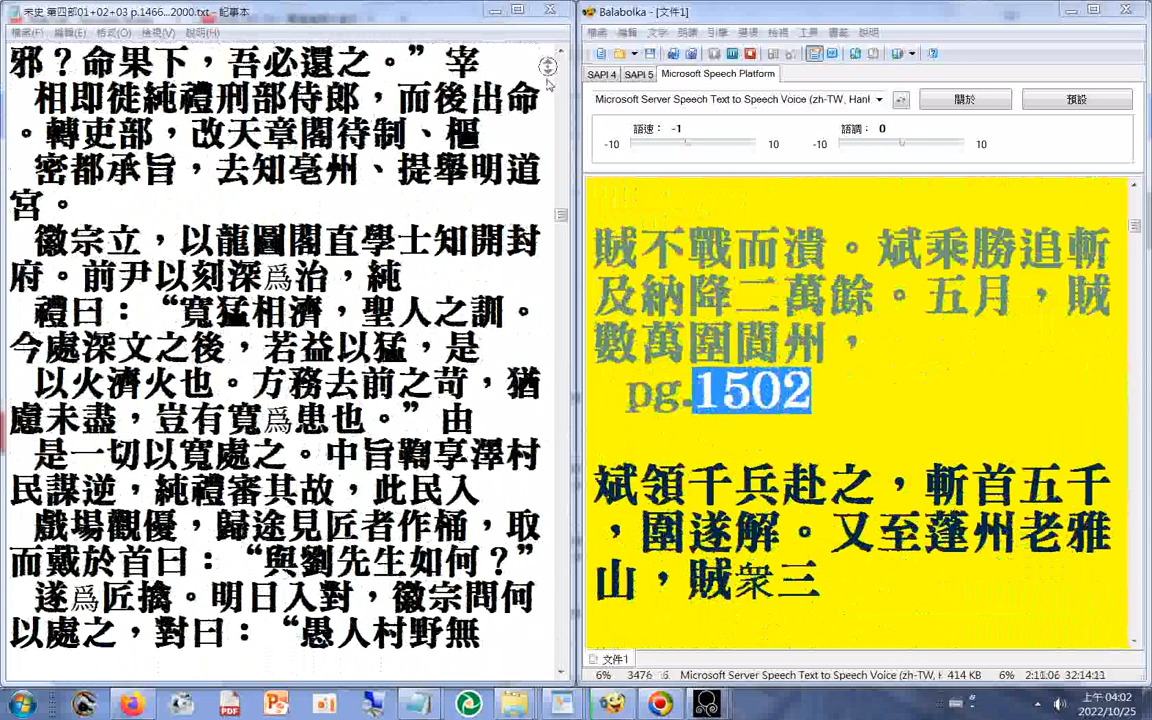 宋史 第四部01+02+03 p.1466...2000.txt - 記事本
檔案(F) 編輯(E) 格式(O) 檢視(V) 說明(H)
邪？命果下，吾必還之。”宰
相即徙純禮刑部侍郎，而後出命
。轉吏部，改天章閣待制、樞
密都承旨，去知亳州、提舉明道
宮。
徽宗立，以龍圖閣直學士知開封
府。前尹以刻深爲治，純
禮曰：“寬猛相濟，聖人之訓。
今處深文之後，若益以猛，是
以火濟火也。方務去前之苛，猶
慮未盡，豈有寬爲患也。”由
是一切以寬處之。中旨鞫享澤村
民謀逆，純禮審其故，此民入
戲場觀優，歸途見匠者作桶，取
而戴於首曰：“與劉先生如何？”
遂爲匠擒。明日入對，徽宗問何
以處之，對曰：“愚人村野無
Balabolka - [文件1]
檔案 編輯 文字 朗讀 引擎 選項 檢視 工具 書籤 說明
SAPI 4 SAPI 5 Microsoft Speech Platform
Microsoft Server Speech Text to Speech Voice (zh-TW, Hanl
關於 預設
語速： -1 語調： 0
-10 10 -10 10
賊不戰而潰。斌乘勝追斬
及納降二萬餘。五月，賊
數萬圍閬州，
pg.1502
斌領千兵赴之，斬首五千
，圍遂解。又至蓬州老雅
山，賊衆三
文件1
6% 3476 Microsoft Server Speech Text to Speech Voice (zh-TW, H 414 KB 6% 2:11:06 32:14:11
上午 04:02
2022/10/25